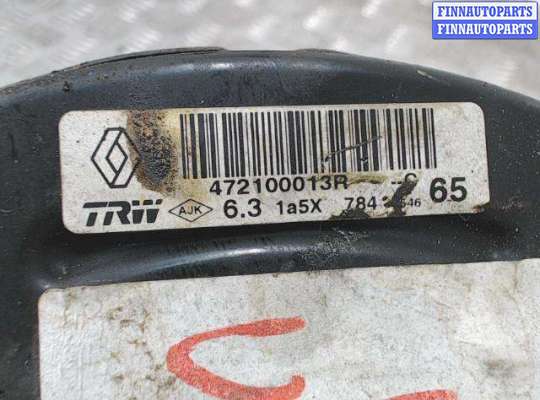 FINNAUTOPARTS
FINNAUTOPARTS
472100013R --C
TRW AJK 6.3 1a5X 784 65